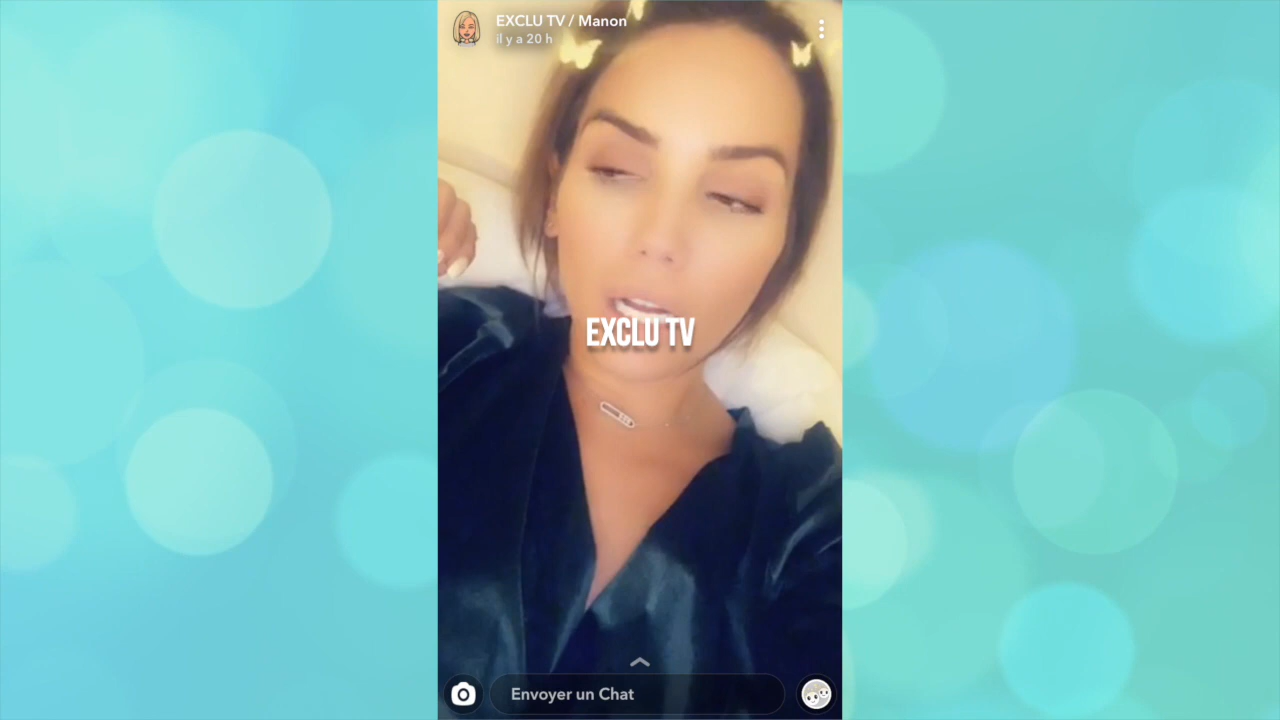 EXCLU TV / Manon
il y a 20 h
EXCLU TV
Envoyer un Chat